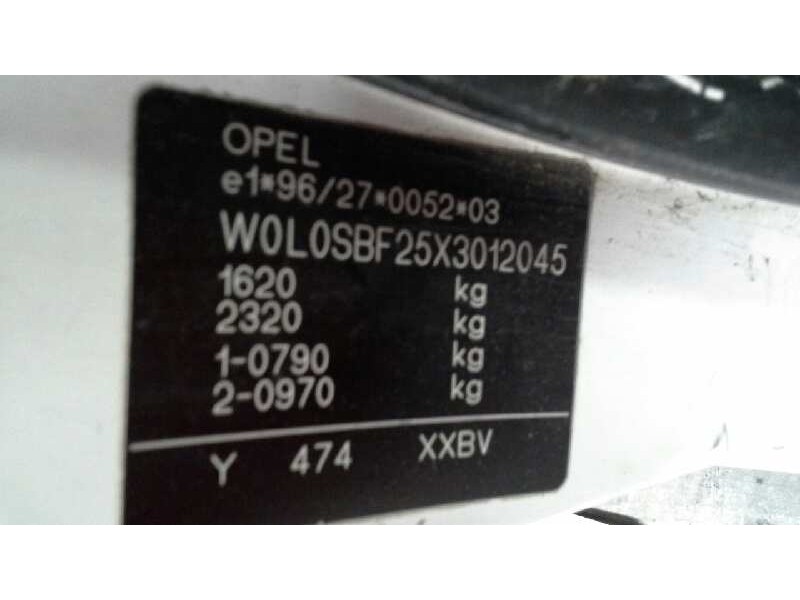 OPEL
e1*96/27*0052*03
W0L0SBF25X3012045
1620 kg
2320 kg
1-0790 kg
2-0970 kg
Y 474 XXBV